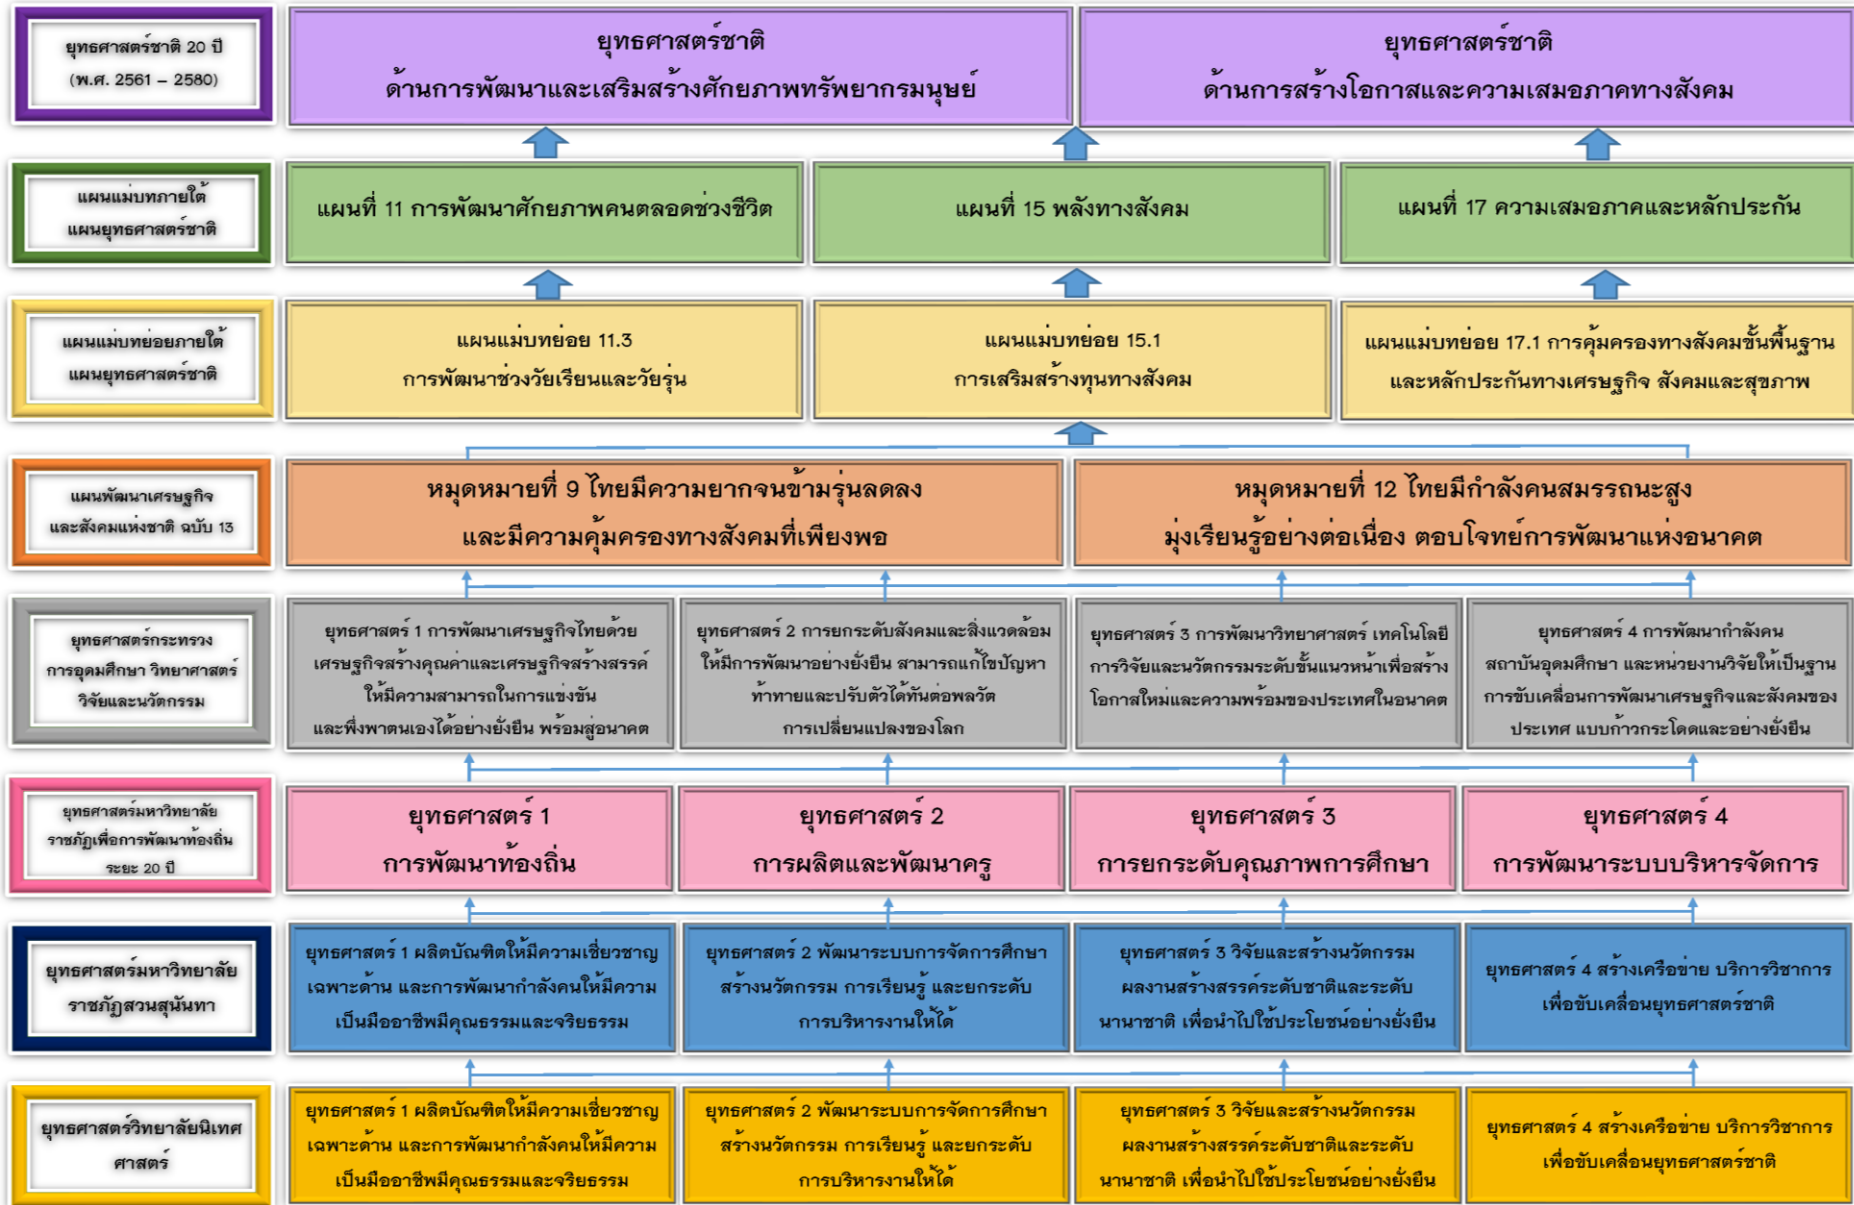 ยุทธศาสตร์ชาติ 20 ปี
(พ.ศ. 2561 – 2580)
ยุทธศาสตร์ชาติ
ด้านการพัฒนาและเสริมสร้างศักยภาพทรัพยากรมนุษย์
ยุทธศาสตร์ชาติ
ด้านการสร้างโอกาสและความเสมอภาคทางสังคม
แผนแม่บทภายใต้
แผนยุทธศาสตร์ชาติ
แผนที่ 11 การพัฒนาศักยภาพคนตลอดช่วงชีวิต
แผนที่ 15 พลังทางสังคม
แผนที่ 17 ความเสมอภาคและหลักประกัน
แผนแม่บทย่อยภายใต้
แผนยุทธศาสตร์ชาติ
แผนแม่บทย่อย 11.3
การพัฒนาช่วงวัยเรียนและวัยรุ่น
แผนแม่บทย่อย 15.1
การเสริมสร้างทุนทางสังคม
แผนแม่บทย่อย 17.1 การคุ้มครองทางสังคมขั้นพื้นฐาน
และหลักประกันทางเศรษฐกิจ สังคมและสุขภาพ
แผนพัฒนาเศรษฐกิจ
และสังคมแห่งชาติ ฉบับ 13
หมุดหมายที่ 9 ไทยมีความยากจนข้ามรุ่นลดลง
และมีความคุ้มครองทางสังคมที่เพียงพอ
หมุดหมายที่ 12 ไทยมีกำลังคนสมรรถนะสูง
มุ่งเรียนรู้อย่างต่อเนื่อง ตอบโจทย์การพัฒนาแห่งอนาคต
ยุทธศาสตร์กระทรวง
การอุดมศึกษา วิทยาศาสตร์
วิจัยและนวัตกรรม
ยุทธศาสตร์ 1 การพัฒนาเศรษฐกิจไทยด้วย
เศรษฐกิจสร้างคุณค่าและเศรษฐกิจสร้างสรรค์
ให้มีความสามารถในการแข่งขัน
และพึ่งพาตนเองได้อย่างยั่งยืน พร้อมสู่อนาคต
ยุทธศาสตร์ 2 การยกระดับสังคมและสิ่งแวดล้อม
ให้มีการพัฒนาอย่างยั่งยืน สามารถแก้ไขปัญหา
ท้าทายและปรับตัวได้ทันต่อพลวัต
การเปลี่ยนแปลงของโลก
ยุทธศาสตร์ 3 การพัฒนาวิทยาศาสตร์ เทคโนโลยี
การวิจัยและนวัตกรรมระดับขั้นแนวหน้าเพื่อสร้าง
โอกาสใหม่และความพร้อมของประเทศในอนาคต
ยุทธศาสตร์ 4 การพัฒนากำลังคน
สถาบันอุดมศึกษา และหน่วยงานวิจัยให้เป็นฐาน
การขับเคลื่อนการพัฒนาเศรษฐกิจและสังคมของ
ประเทศ แบบก้าวกระโดดและอย่างยั่งยืน
ยุทธศาสตร์มหาวิทยาลัย
ราชภัฏเพื่อการพัฒนาท้องถิ่น
ระยะ 20 ปี
ยุทธศาสตร์ 1
การพัฒนาท้องถิ่น
ยุทธศาสตร์ 2
การผลิตและพัฒนาครู
ยุทธศาสตร์ 3
การยกระดับคุณภาพการศึกษา
ยุทธศาสตร์ 4
การพัฒนาระบบบริหารจัดการ
ยุทธศาสตร์มหาวิทยาลัย
ราชภัฏสวนสุนันทา
ยุทธศาสตร์ 1 ผลิตบัณฑิตให้มีความเชี่ยวชาญ
เฉพาะด้าน และการพัฒนากำลังคนให้มีความ
เป็นมืออาชีพมีคุณธรรมและจริยธรรม
ยุทธศาสตร์ 2 พัฒนาระบบการจัดการศึกษา
สร้างนวัตกรรม การเรียนรู้ และยกระดับ
การบริหารงานให้ได้
ยุทธศาสตร์ 3 วิจัยและสร้างนวัตกรรม
ผลงานสร้างสรรค์ระดับชาติและระดับ
นานาชาติ เพื่อนำไปใช้ประโยชน์อย่างยั่งยืน
ยุทธศาสตร์ 4 สร้างเครือข่าย บริการวิชาการ
เพื่อขับเคลื่อนยุทธศาสตร์ชาติ
ยุทธศาสตร์วิทยาลัยนิเทศ
ศาสตร์
ยุทธศาสตร์ 1 ผลิตบัณฑิตให้มีความเชี่ยวชาญ
เฉพาะด้าน และการพัฒนากำลังคนให้มีความ
เป็นมืออาชีพมีคุณธรรมและจริยธรรม
ยุทธศาสตร์ 2 พัฒนาระบบการจัดการศึกษา
สร้างนวัตกรรม การเรียนรู้ และยกระดับ
การบริหารงานให้ได้
ยุทธศาสตร์ 3 วิจัยและสร้างนวัตกรรม
ผลงานสร้างสรรค์ระดับชาติและระดับ
นานาชาติ เพื่อนำไปใช้ประโยชน์อย่างยั่งยืน
ยุทธศาสตร์ 4 สร้างเครือข่าย บริการวิชาการ
เพื่อขับเคลื่อนยุทธศาสตร์ชาติ